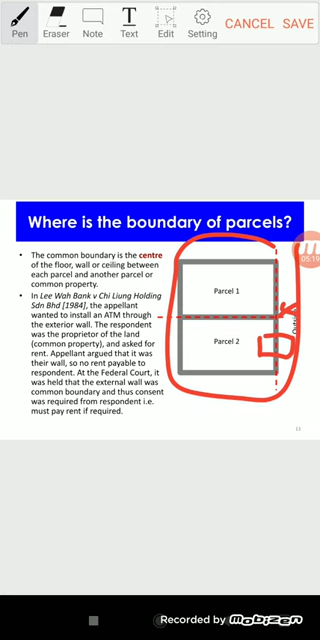 Pen Eraser Note Text Edit Setting CANCEL SAVE
Where is the boundary of parcels?
05:19
• The common boundary is the centre
of the floor, wall or ceiling between
each parcel and another parcel or
common property.
• In Lee Wah Bank v Chi Liung Holding
Sdn Bhd [1984], the appellant
wanted to install an ATM through
the exterior wall. The respondent
was the proprietor of the land
(common property), and asked for
rent. Appellant argued that it was
their wall, so no rent payable to
respondent. At the Federal Court, it
was held that the external wall was
common boundary and thus consent
was required from respondent i.e.
must pay rent if required.
Parcel 1
Parcel 2
Recorded by mobizen